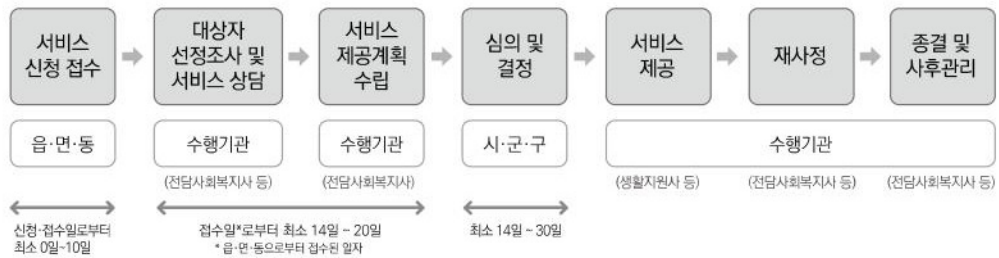 서비스
신청 접수
대상자
선정조사 및
서비스 상담
서비스
제공계획
수립
심의 및
결정
서비스
제공
재사정
종결 및
사후관리
읍·면·동
수행기관
수행기관
시·군·구
수행기관
(전담사회복지사 등)
(전담사회복지사)
(생활지원사 등)
(전담사회복지사 등)
(전담사회복지사 등)
신청·접수일로부터
최소 0일~10일
접수일*로부터 최소 14일 ~ 20일
* 읍·면·동으로부터 접수된 일자
최소 14일 ~ 30일